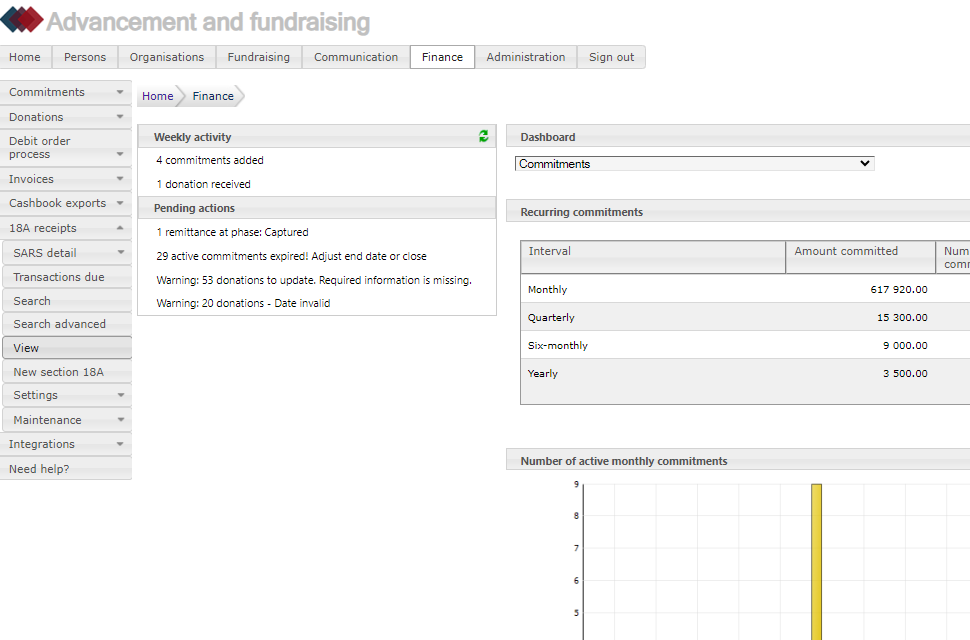 Advancement and fundraising
Home Persons Organisations Fundraising Communication Finance Administration Sign out
Commitments
Donations
Debit order
process
Invoices
Cashbook exports
18A receipts
SARS detail
Transactions due
Search
Search advanced
View
New section 18A
Settings
Maintenance
Integrations
Need help?
Home Finance
Weekly activity
4 commitments added
1 donation received
Pending actions
1 remittance at phase: Captured
29 active commitments expired! Adjust end date or close
Warning: 53 donations to update. Required information is missing.
Warning: 20 donations - Date invalid
Dashboard
Commitments
Recurring commitments
Interval Amount committed Num
comm
Monthly 617 920.00
Quarterly 15 300.00
Six-monthly 9 000.00
Yearly 3 500.00
Number of active monthly commitments
9
8
7
6
5